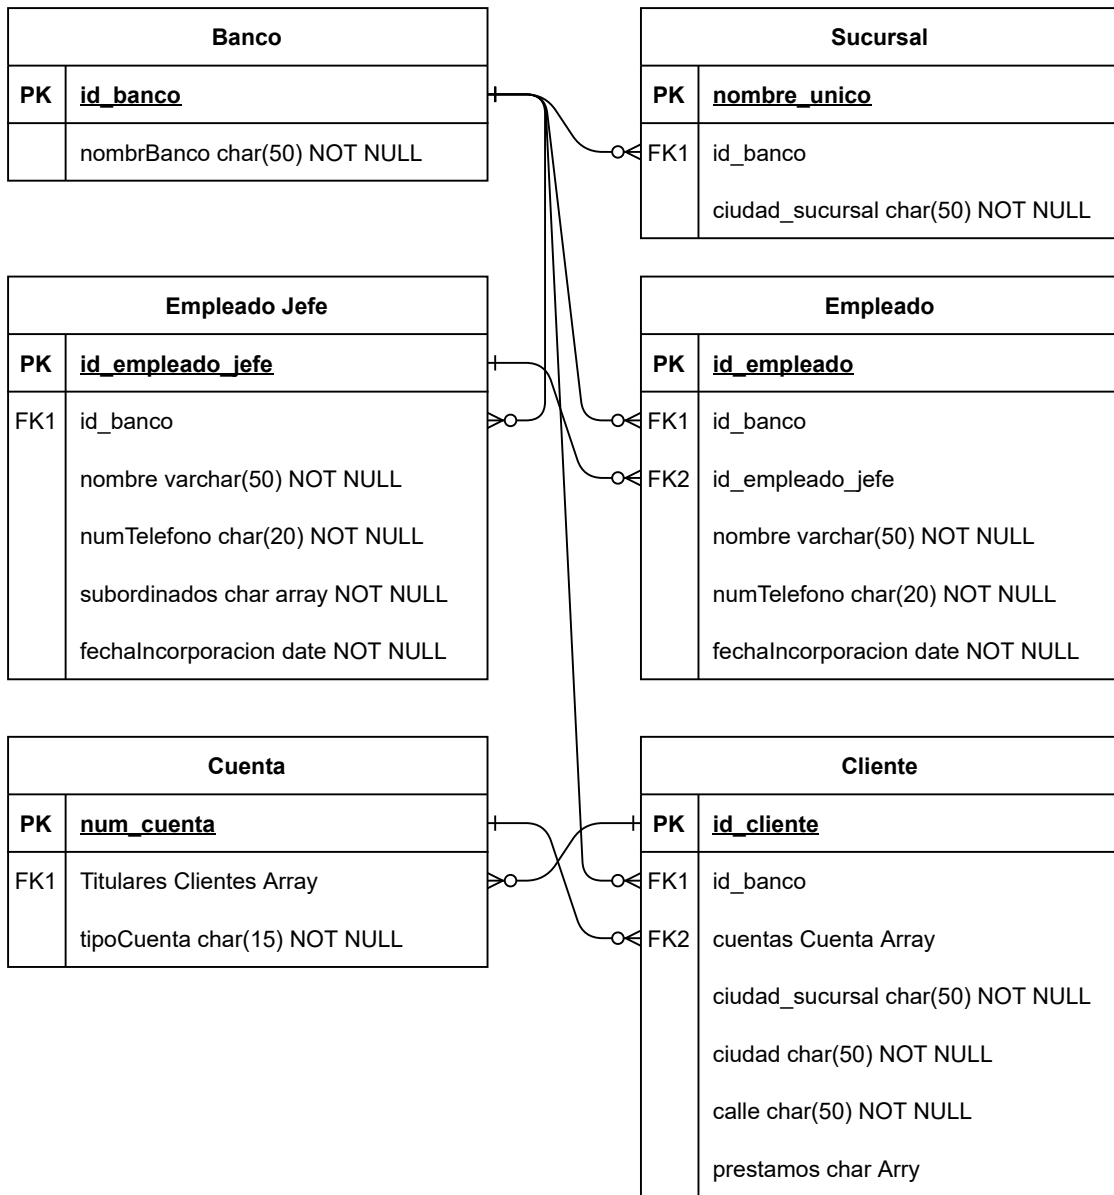 Banco
PK id_banco
nombrBanco char(50) NOT NULL
Sucursal
PK nombre_unico
FK1 id_banco
ciudad_sucursal char(50) NOT NULL
Empleado Jefe
PK id_empleado_jefe
FK1 id_banco
nombre varchar(50) NOT NULL
numTelefono char(20) NOT NULL
subordinados char array NOT NULL
fechaIncorporacion date NOT NULL
Empleado
PK id_empleado
FK1 id_banco
FK2 id_empleado_jefe
nombre varchar(50) NOT NULL
numTelefono char(20) NOT NULL
fechaIncorporacion date NOT NULL
Cuenta
PK num_cuenta
FK1 Titulares Clientes Array
tipoCuenta char(15) NOT NULL
Cliente
PK id_cliente
FK1 id_banco
FK2 cuentas Cuenta Array
ciudad_sucursal char(50) NOT NULL
ciudad char(50) NOT NULL
calle char(50) NOT NULL
prestamos char Arry